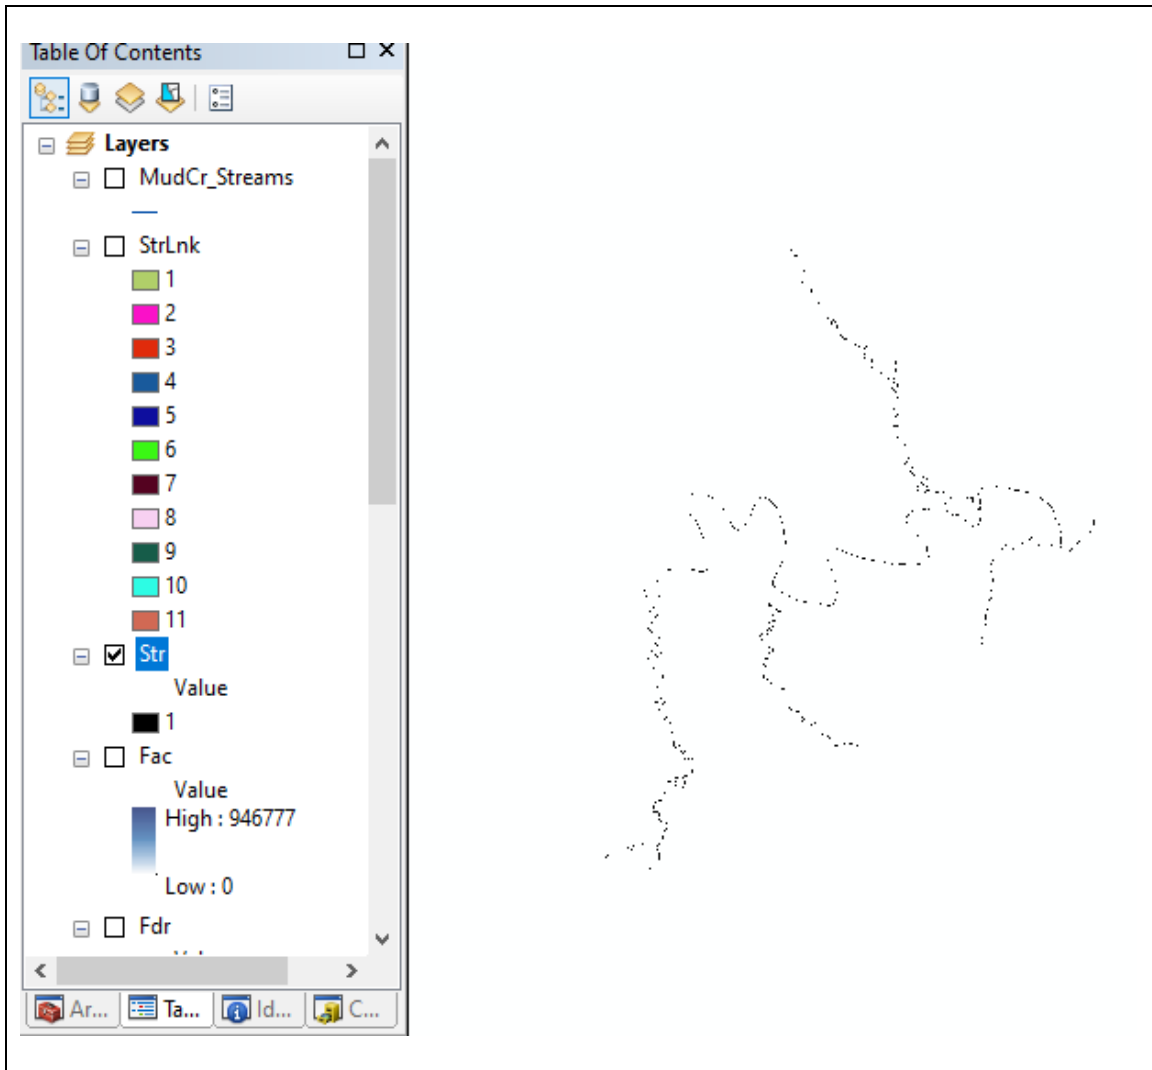 Table Of Contents
Layers
MudCr_Streams
StrLnk
1
2
3
4
5
6
7
8
9
10
11
Str
Value
1
Fac
Value
High : 946777
Low : 0
Fdr
Ar... Ta... Id... C...